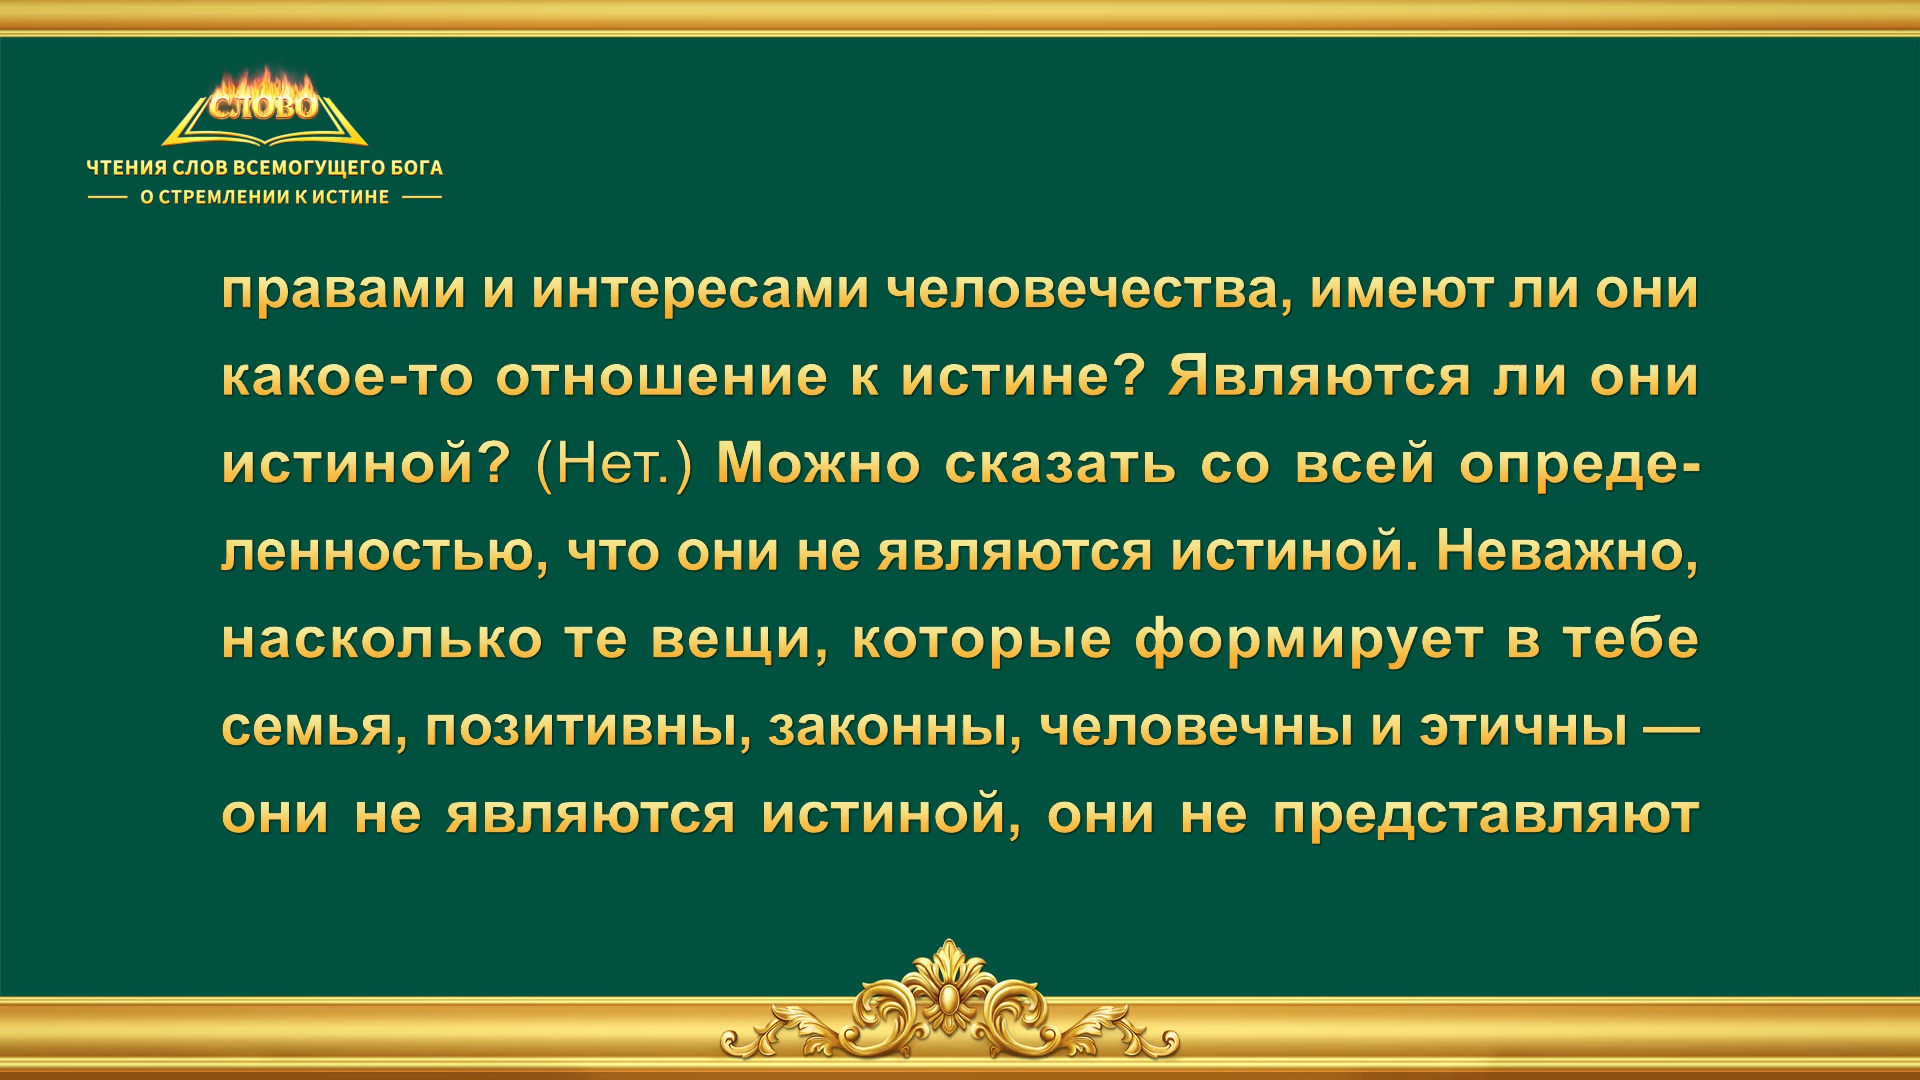 СЛОВО
ЧТЕНИЯ СЛОВ ВСЕМОГУЩЕГО БОГА
О СТРЕМЛЕНИИ К ИСТИНЕ
правами и интересами человечества, имеют ли они
какое-то отношение к истине? Являются ли они
истиной? (Нет.) Можно сказать со всей опреде-
ленностью, что они не являются истиной. Неважно,
насколько те вещи, которые формирует в тебе
семья, позитивны, законны, человечны и этичны —
они не являются истиной, они не представляют